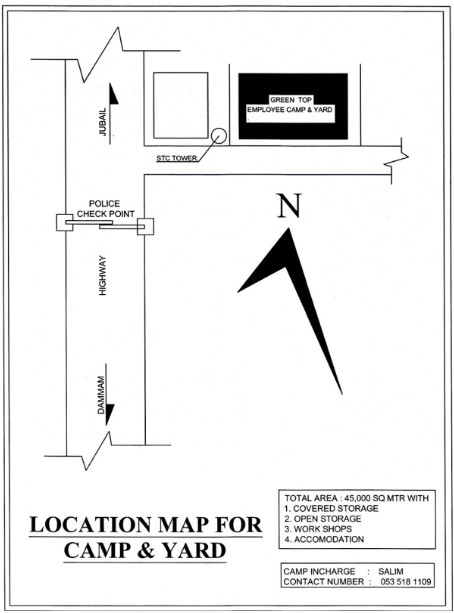 JUBAIL
GREEN TOP
EMPLOYEE CAMP & YARD
STC TOWER
POLICE
CHECK POINT
N
HIGHWAY
DAMMAM
TOTAL AREA : 45,000 SQ MTR WITH
1. COVERED STORAGE
2. OPEN STORAGE
3. WORK SHOPS
4. ACCOMODATION
LOCATION MAP FOR
CAMP & YARD
CAMP INCHARGE : SALIM
CONTACT NUMBER : 053 518 1109